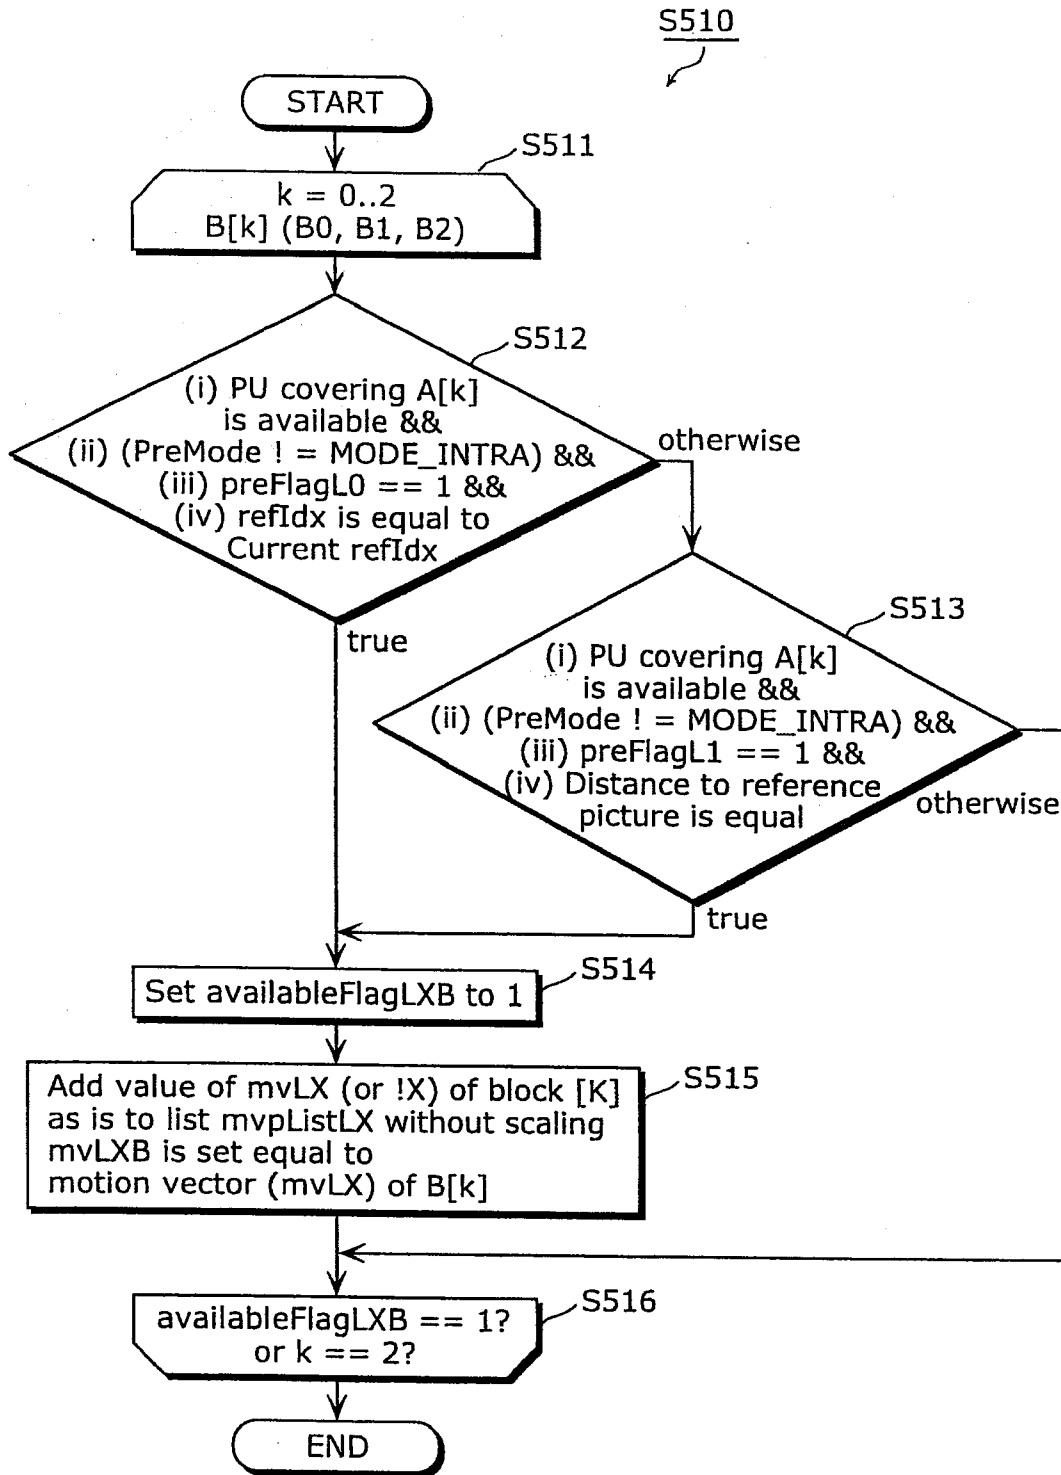 S510
START
S511
k = 0..2
B[k] (B0, B1, B2)
S512
(i) PU covering A[k]
is available &&
(ii) (PreMode ! = MODE_INTRA) &&
(iii) preFlagL0 == 1 &&
(iv) refIdx is equal to
Current refIdx
otherwise
true
S513
(i) PU covering A[k]
is available &&
(ii) (PreMode ! = MODE_INTRA) &&
(iii) preFlagL1 == 1 &&
(iv) Distance to reference
picture is equal
otherwise
true
S514
Set availableFlagLXB to 1
S515
Add value of mvLX (or !X) of block [K]
as is to list mvpListLX without scaling
mvLXB is set equal to
motion vector (mvLX) of B[k]
S516
availableFlagLXB == 1?
or k == 2?
END